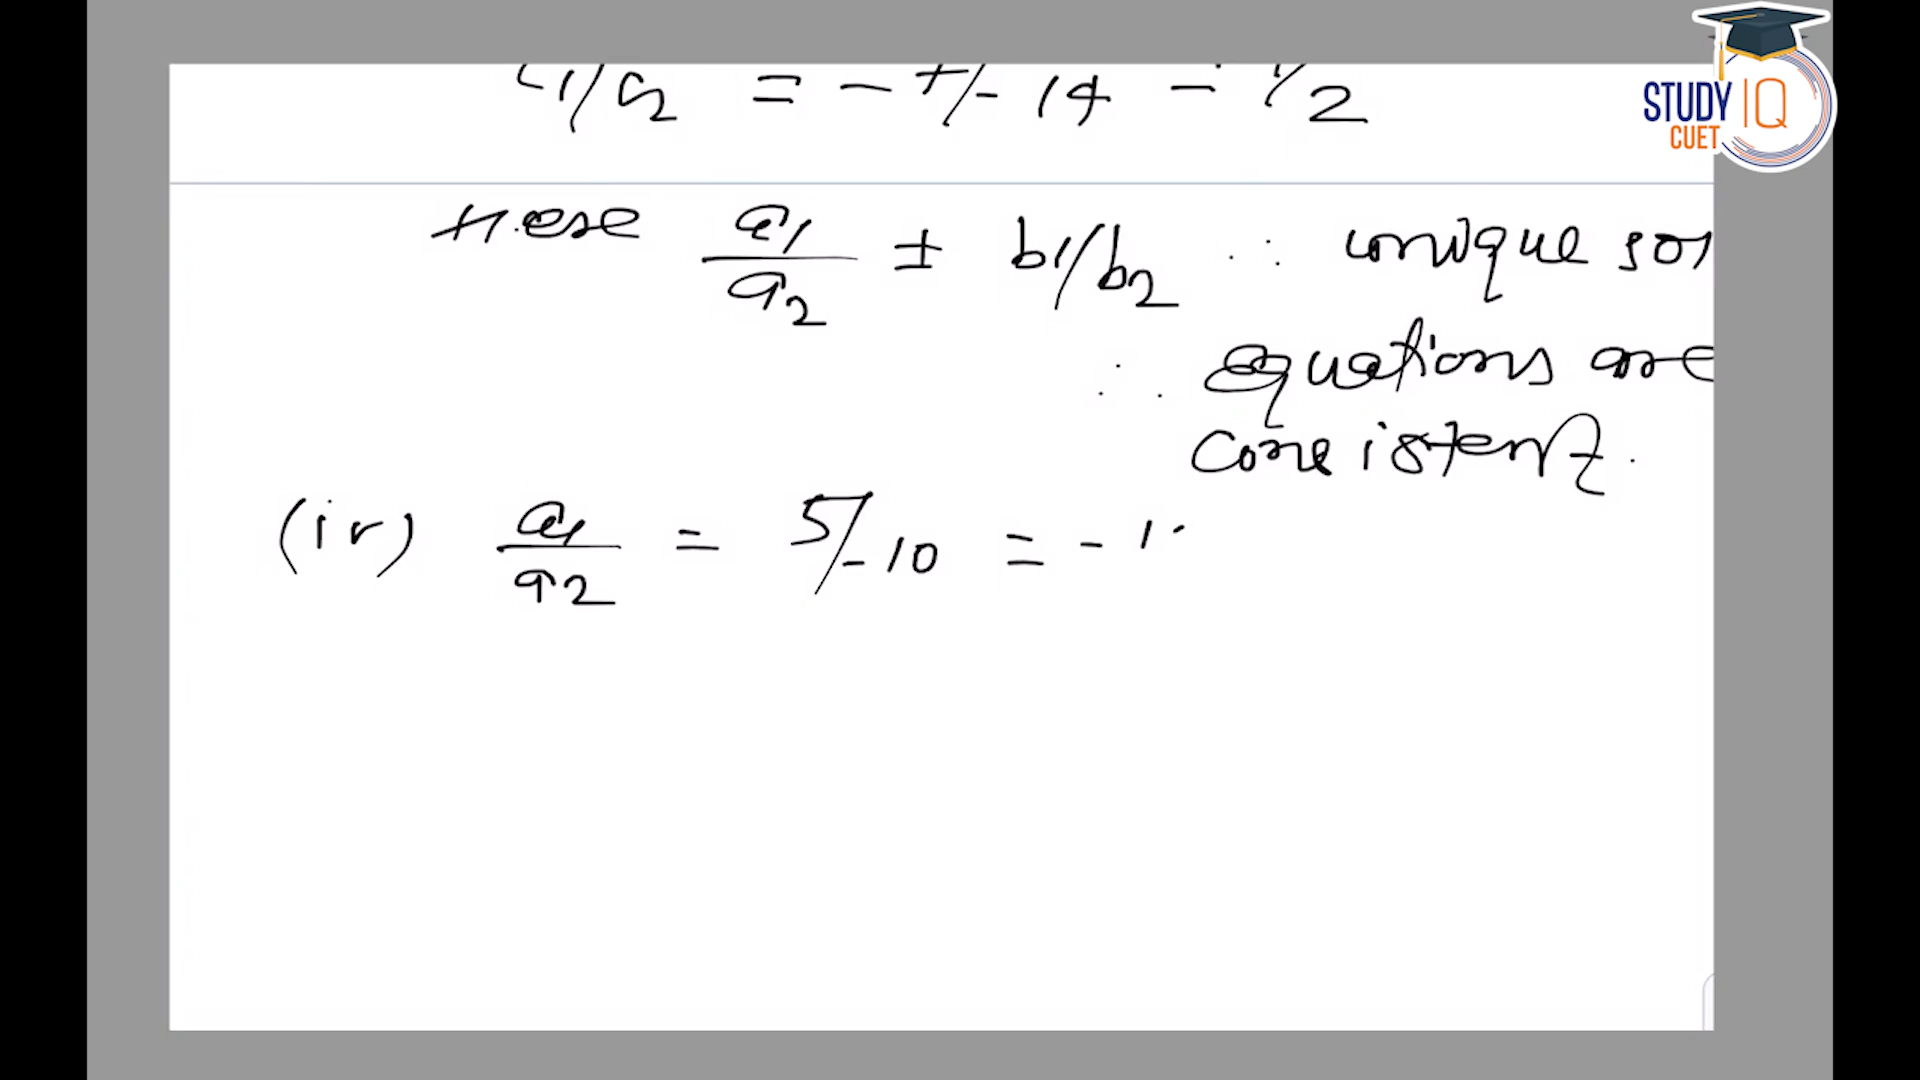 c1/c2 = -7/-14 = 1/2
Here a1/a2 ± b1/b2 ∴ unique sol
∴ equations are
consistent.
(iv) a1/a2 = 5/-10 = - 1
STUDY IQ
CUET